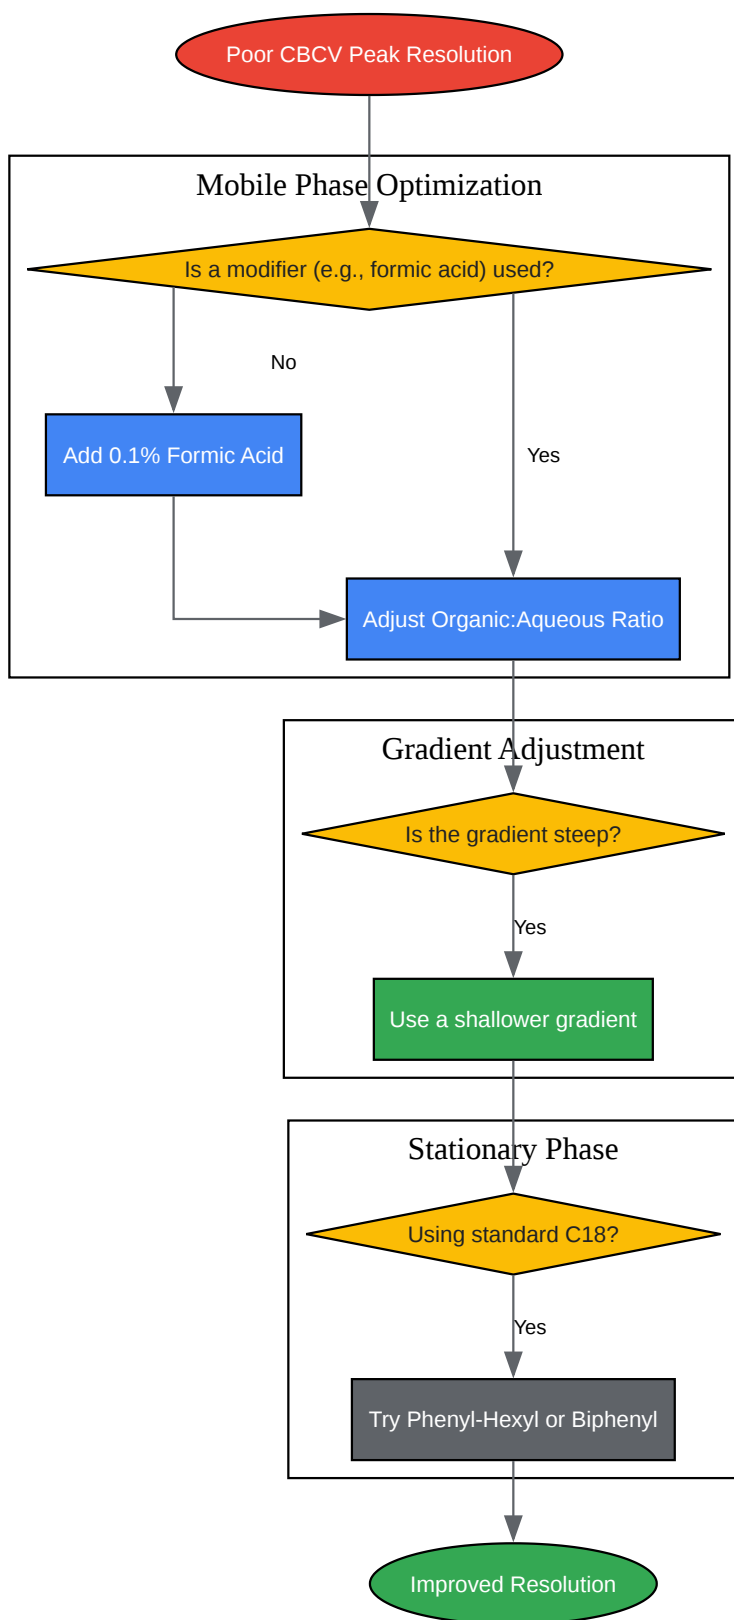 Poor CBCV Peak Resolution
Mobile Phase Optimization
Is a modifier (e.g., formic acid) used?
No
Add 0.1% Formic Acid
Yes
Adjust Organic:Aqueous Ratio
Gradient Adjustment
Is the gradient steep?
Yes
Use a shallower gradient
Stationary Phase
Using standard C18?
Yes
Try Phenyl-Hexyl or Biphenyl
Improved Resolution